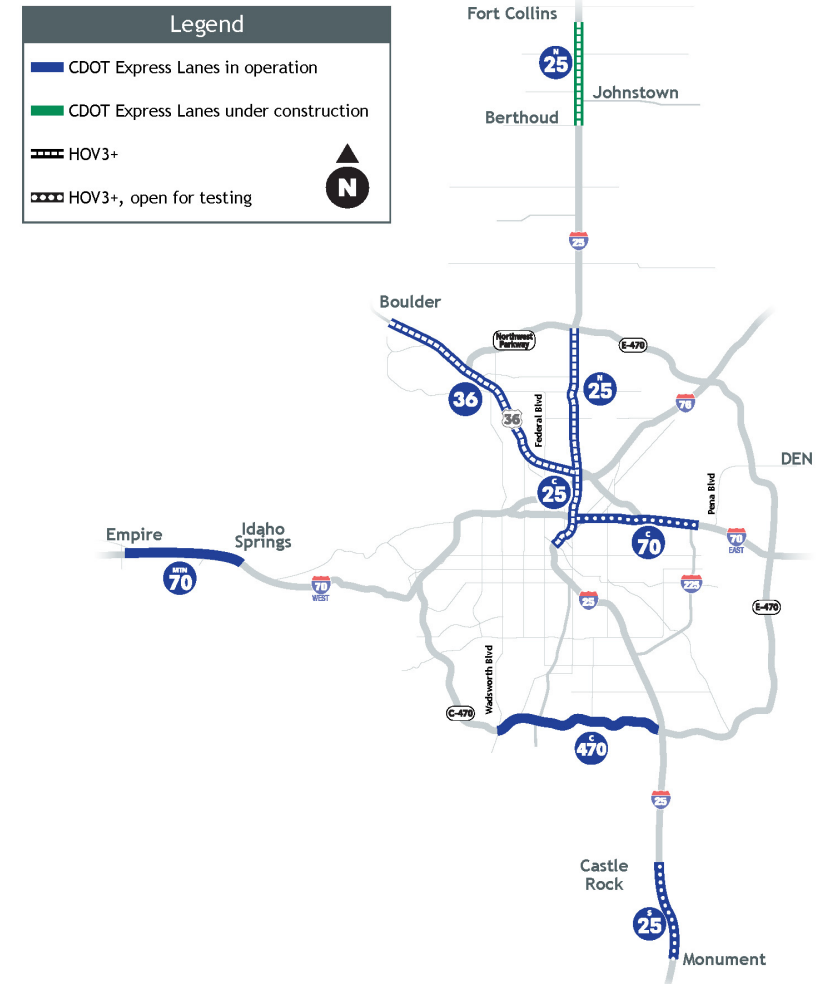 Legend
CDOT Express Lanes in operation
CDOT Express Lanes under construction
HOV3+
HOV3+, open for testing
N
Fort Collins
N
25
Johnstown
Berthoud
25
Boulder
Northwest
Parkway
E-470
36
36
Federal Blvd
N
25
76
DEN
Pena Blvd
C
25
C
70
70
EAST
Empire
Idaho
Springs
MTN
70
70
WEST
25
225
E-470
Wadsworth Blvd
C-470
C
470
25
Castle
Rock
S
25
Monument